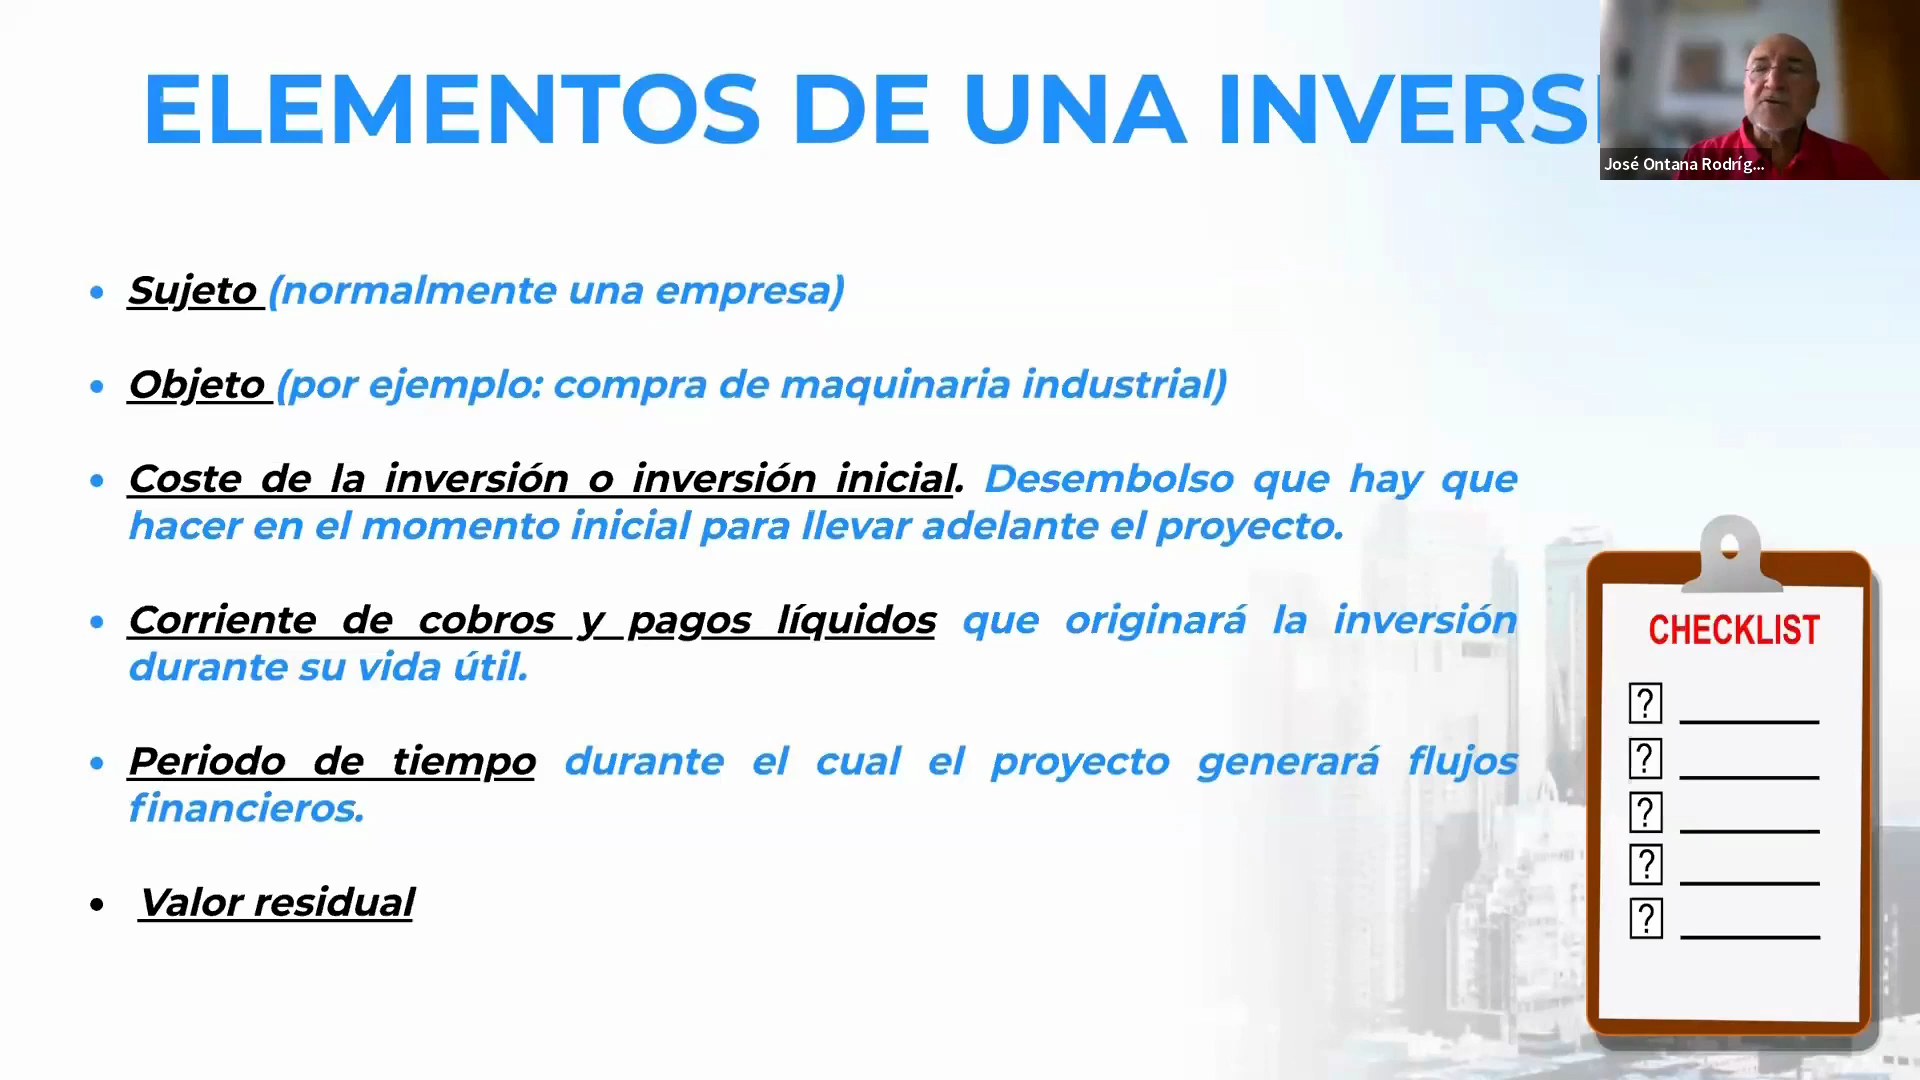 ELEMENTOS DE UNA INVERSI
José Ontana Rodríg...
• Sujeto (normalmente una empresa)
• Objeto (por ejemplo: compra de maquinaria industrial)
• Coste de la inversión o inversión inicial. Desembolso que hay que
hacer en el momento inicial para llevar adelante el proyecto.
• Corriente de cobros y pagos líquidos que originará la inversión
durante su vida útil.
• Periodo de tiempo durante el cual el proyecto generará flujos
financieros.
• Valor residual
CHECKLIST
?
?
?
?
?